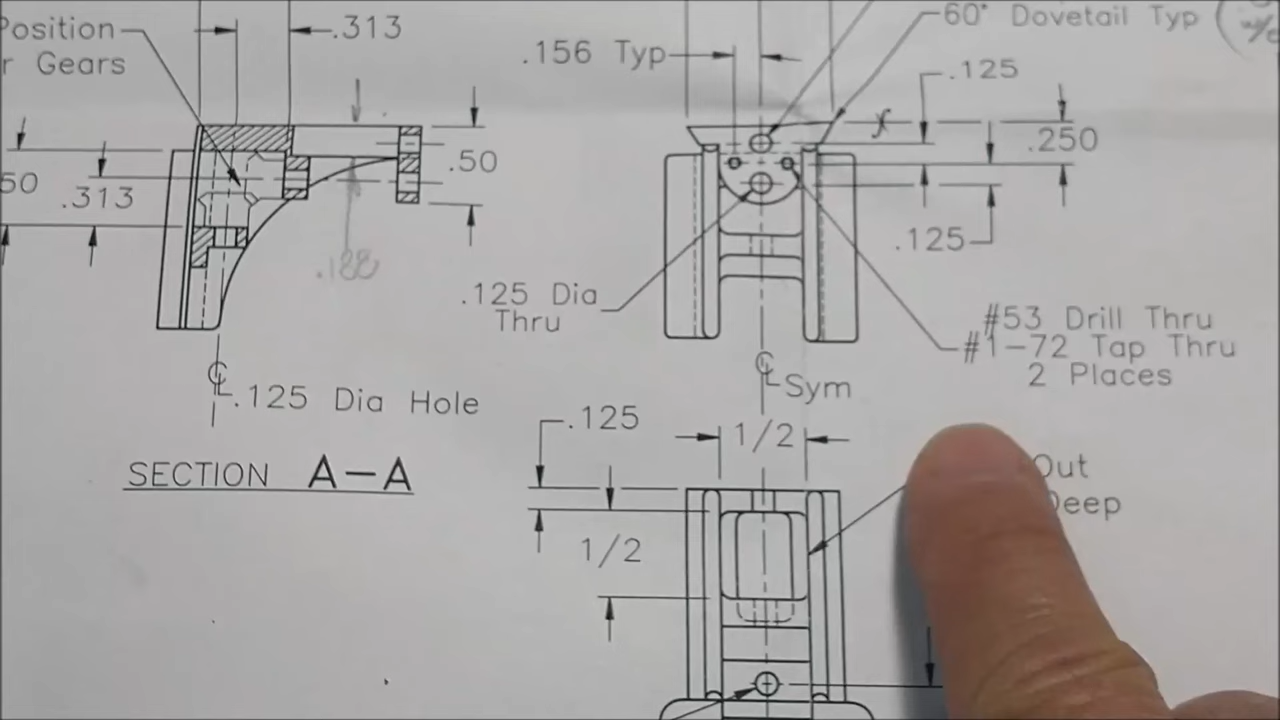 Position
r Gears
.313
60° Dovetail Typ
.156 Typ
.125
.250
50
.313
.50
.188
.125
.125 Dia
Thru
#53 Drill Thru
#1-72 Tap Thru
2 Places
℄ Sym
℄ .125 Dia Hole
SECTION A-A
.125
1/2
1/2
Out
Deep